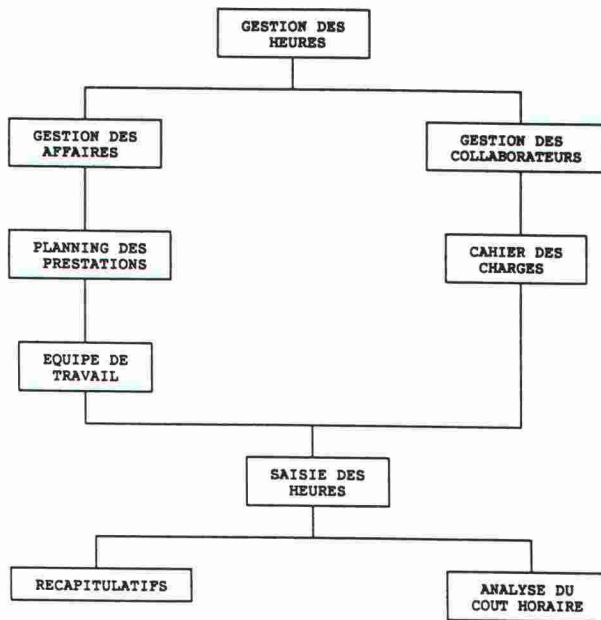 GESTION DES
HEURES
GESTION DES
AFFAIRES
GESTION DES
COLLABORATEURS
PLANNING DES
PRESTATIONS
CAHIER DES
CHARGES
EQUIPE DE
TRAVAIL
SAISIE DES
HEURES
RECAPITULATIFS
ANALYSE DU
COUT HORAIRE